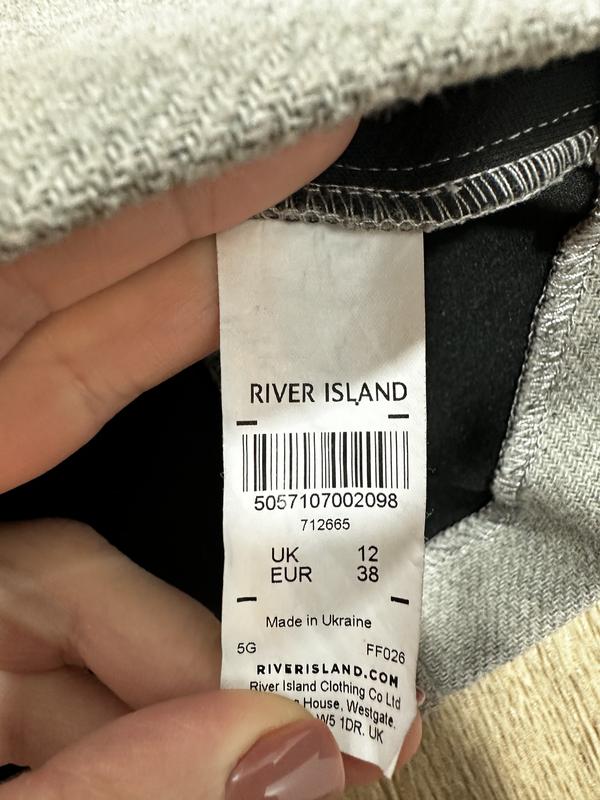 RIVER ISLAND
5057107002098
712665
UK 12
EUR 38
Made in Ukraine
5G FF026
RIVERISLAND.COM
River Island Clothing Co Ltd
House, Westgate,
W5 1DR. UK